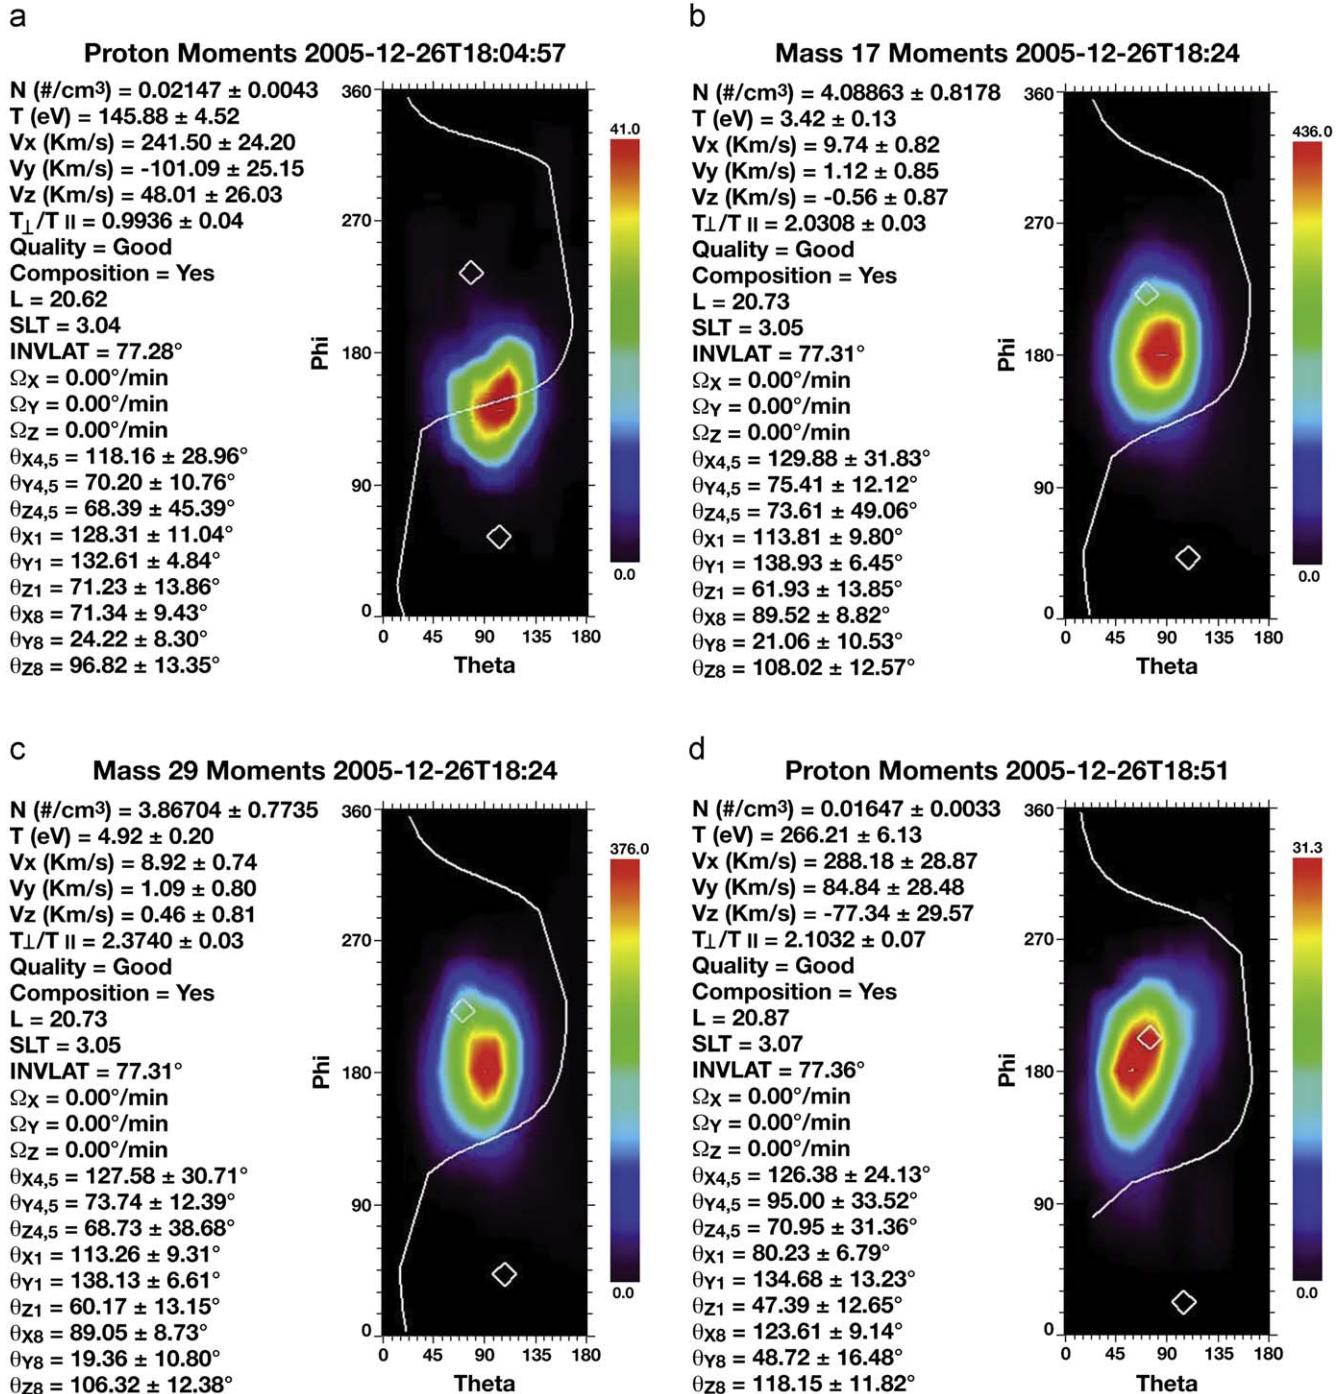 a
Proton Moments 2005-12-26T18:04:57
N (#/cm³) = 0.02147 ± 0.0043
T (eV) = 145.88 ± 4.52
Vx (Km/s) = 241.50 ± 24.20
Vy (Km/s) = -101.09 ± 25.15
Vz (Km/s) = 48.01 ± 26.03
T⊥/T II = 0.9936 ± 0.04
Quality = Good
Composition = Yes
L = 20.62
SLT = 3.04
INVLAT = 77.28°
ΩX = 0.00°/min
ΩY = 0.00°/min
ΩZ = 0.00°/min
θX4,5 = 118.16 ± 28.96°
θY4,5 = 70.20 ± 10.76°
θZ4,5 = 68.39 ± 45.39°
θX1 = 128.31 ± 11.04°
θY1 = 132.61 ± 4.84°
θZ1 = 71.23 ± 13.86°
θX8 = 71.34 ± 9.43°
θY8 = 24.22 ± 8.30°
θZ8 = 96.82 ± 13.35°
360
270
180
90
0
Phi
0 45 90 135 180
Theta
41.0
0.0
b
Mass 17 Moments 2005-12-26T18:24
N (#/cm³) = 4.08863 ± 0.8178
T (eV) = 3.42 ± 0.13
Vx (Km/s) = 9.74 ± 0.82
Vy (Km/s) = 1.12 ± 0.85
Vz (Km/s) = -0.56 ± 0.87
T⊥/T II = 2.0308 ± 0.03
Quality = Good
Composition = Yes
L = 20.73
SLT = 3.05
INVLAT = 77.31°
ΩX = 0.00°/min
ΩY = 0.00°/min
ΩZ = 0.00°/min
θX4,5 = 129.88 ± 31.83°
θY4,5 = 75.41 ± 12.12°
θZ4,5 = 73.61 ± 49.06°
θX1 = 113.81 ± 9.80°
θY1 = 138.93 ± 6.45°
θZ1 = 61.93 ± 13.85°
θX8 = 89.52 ± 8.82°
θY8 = 21.06 ± 10.53°
θZ8 = 108.02 ± 12.57°
360
270
180
90
0
Phi
0 45 90 135 180
Theta
436.0
0.0
c
Mass 29 Moments 2005-12-26T18:24
N (#/cm³) = 3.86704 ± 0.7735
T (eV) = 4.92 ± 0.20
Vx (Km/s) = 8.92 ± 0.74
Vy (Km/s) = 1.09 ± 0.80
Vz (Km/s) = 0.46 ± 0.81
T⊥/T II = 2.3740 ± 0.03
Quality = Good
Composition = Yes
L = 20.73
SLT = 3.05
INVLAT = 77.31°
ΩX = 0.00°/min
ΩY = 0.00°/min
ΩZ = 0.00°/min
θX4,5 = 127.58 ± 30.71°
θY4,5 = 73.74 ± 12.39°
θZ4,5 = 68.73 ± 38.68°
θX1 = 113.26 ± 9.31°
θY1 = 138.13 ± 6.61°
θZ1 = 60.17 ± 13.15°
θX8 = 89.05 ± 8.73°
θY8 = 19.36 ± 10.80°
θZ8 = 106.32 ± 12.38°
360
270
180
90
0
Phi
0 45 90 135 180
Theta
376.0
0.0
d
Proton Moments 2005-12-26T18:51
N (#/cm³) = 0.01647 ± 0.0033
T (eV) = 266.21 ± 6.13
Vx (Km/s) = 288.18 ± 28.87
Vy (Km/s) = 84.84 ± 28.48
Vz (Km/s) = -77.34 ± 29.57
T⊥/T II = 2.1032 ± 0.07
Quality = Good
Composition = Yes
L = 20.87
SLT = 3.07
INVLAT = 77.36°
ΩX = 0.00°/min
ΩY = 0.00°/min
ΩZ = 0.00°/min
θX4,5 = 126.38 ± 24.13°
θY4,5 = 95.00 ± 33.52°
θZ4,5 = 70.95 ± 31.36°
θX1 = 80.23 ± 6.79°
θY1 = 134.68 ± 13.23°
θZ1 = 47.39 ± 12.65°
θX8 = 123.61 ± 9.14°
θY8 = 48.72 ± 16.48°
θZ8 = 118.15 ± 11.82°
360
270
180
90
0
Phi
0 45 90 135 180
Theta
31.3
0.0